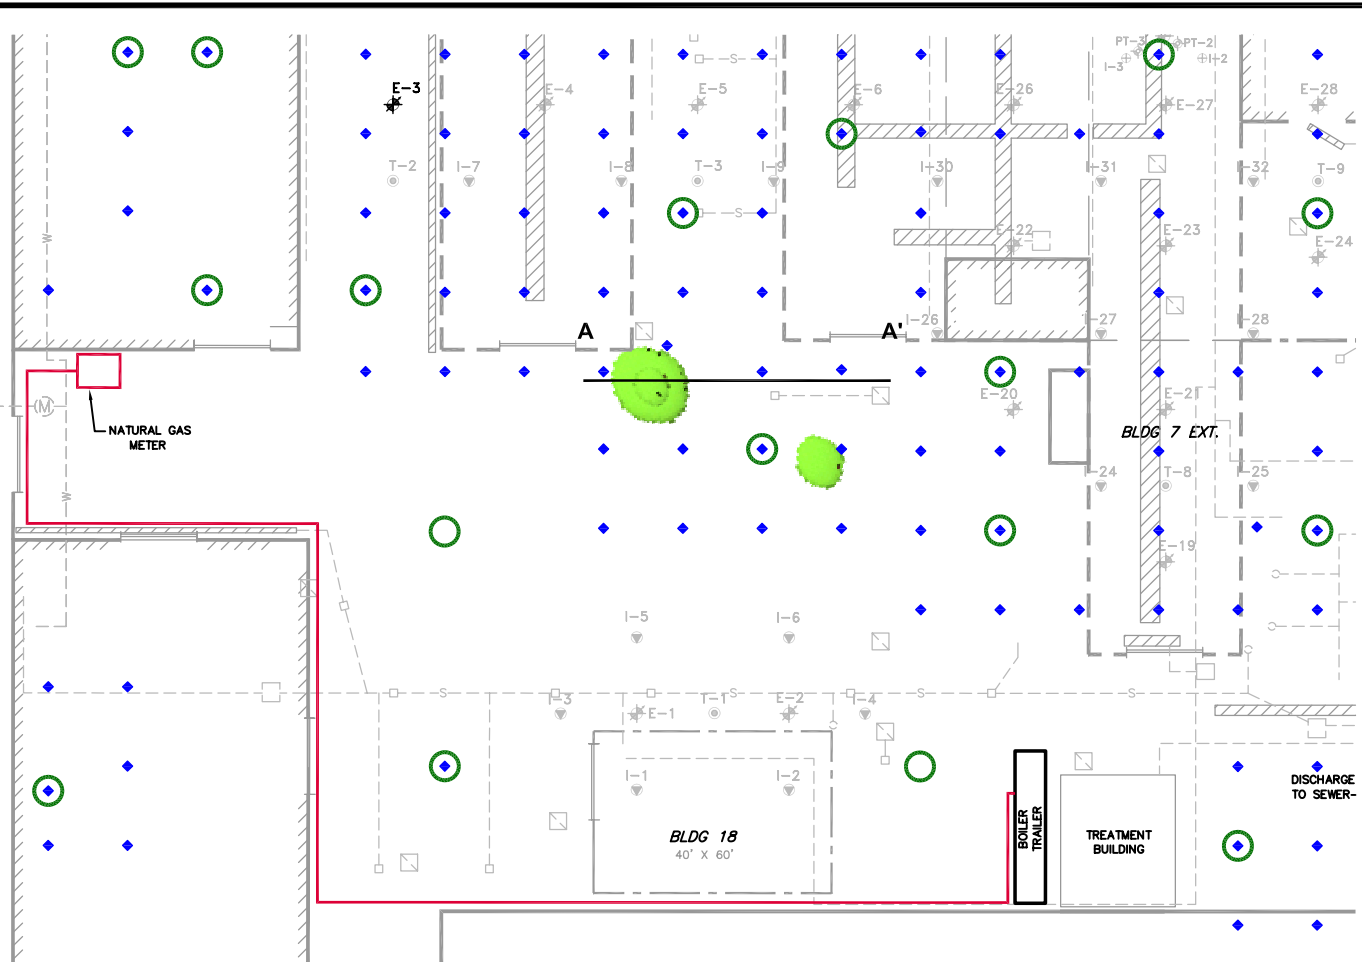 PT-3
PT-2
I-3
I-2
E-3
E-4
E-5
S
E-6
E-26
E-27
E-28
T-2
I-7
I-8
T-3
I-9
I-30
I-31
I-32
T-9
S
W
E-22
E-23
E-24
A
A'
I-26
I-27
I-28
M
NATURAL GAS
METER
E-20
E-21
BLDG 7 EXT.
W
I-24
T-8
I-25
E-19
I-5
I-6
S
S
S
S
I-3
E-1
T-1
E-2
I-4
I-1
I-2
BLDG 18
40' X 60'
BOILER
TRAILER
TREATMENT
BUILDING
DISCHARGE
TO SEWER-